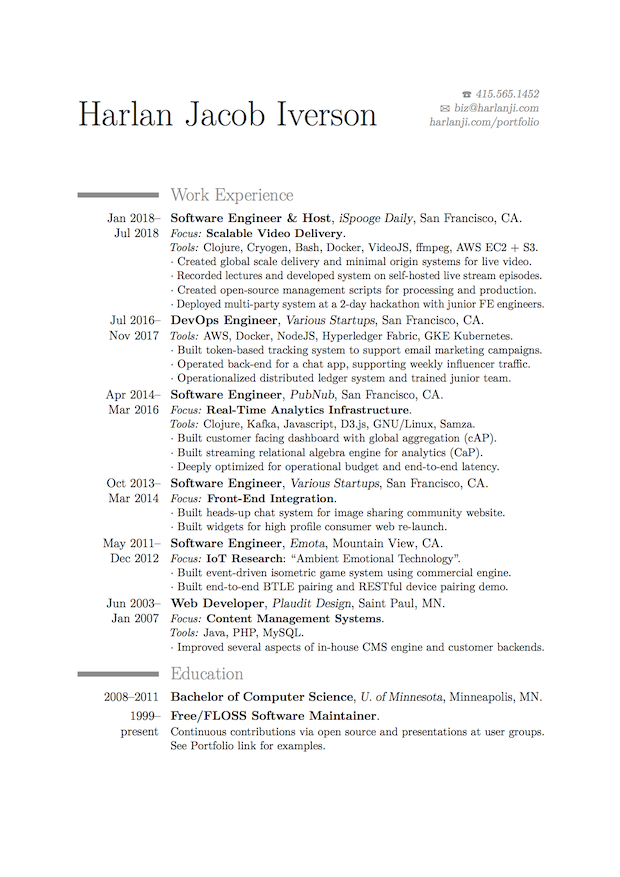 ☎ 415.565.1452
Harlan Jacob Iverson
✉ biz@harlanji.com
harlanji.com/portfolio
Work Experience
Jan 2018– Software Engineer & Host, iSpooge Daily, San Francisco, CA.
Jul 2018 Focus: Scalable Video Delivery.
Tools: Clojure, Cryogen, Bash, Docker, VideoJS, ffmpeg, AWS EC2 + S3.
· Created global scale delivery and minimal origin systems for live video.
· Recorded lectures and developed system on self-hosted live stream episodes.
· Created open-source management scripts for processing and production.
· Deployed multi-party system at a 2-day hackathon with junior FE engineers.
Jul 2016– DevOps Engineer, Various Startups, San Francisco, CA.
Nov 2017 Tools: AWS, Docker, NodeJS, Hyperledger Fabric, GKE Kubernetes.
· Built token-based tracking system to support email marketing campaigns.
· Operated back-end for a chat app, supporting weekly influencer traffic.
· Operationalized distributed ledger system and trained junior team.
Apr 2014– Software Engineer, PubNub, San Francisco, CA.
Mar 2016 Focus: Real-Time Analytics Infrastructure.
Tools: Clojure, Kafka, Javascript, D3.js, GNU/Linux, Samza.
· Built customer facing dashboard with global aggregation (cAP).
· Built streaming relational algebra engine for analytics (CaP).
· Deeply optimized for operational budget and end-to-end latency.
Oct 2013– Software Engineer, Various Startups, San Francisco, CA.
Mar 2014 Focus: Front-End Integration.
· Built heads-up chat system for image sharing community website.
· Built widgets for high profile consumer web re-launch.
May 2011– Software Engineer, Emota, Mountain View, CA.
Dec 2012 Focus: IoT Research: “Ambient Emotional Technology”.
· Built event-driven isometric game system using commercial engine.
· Built end-to-end BTLE pairing and RESTful device pairing demo.
Jun 2003– Web Developer, Plaudit Design, Saint Paul, MN.
Jan 2007 Focus: Content Management Systems.
Tools: Java, PHP, MySQL.
· Improved several aspects of in-house CMS engine and customer backends.
Education
2008–2011 Bachelor of Computer Science, U. of Minnesota, Minneapolis, MN.
1999– Free/FLOSS Software Maintainer.
present Continuous contributions via open source and presentations at user groups.
See Portfolio link for examples.